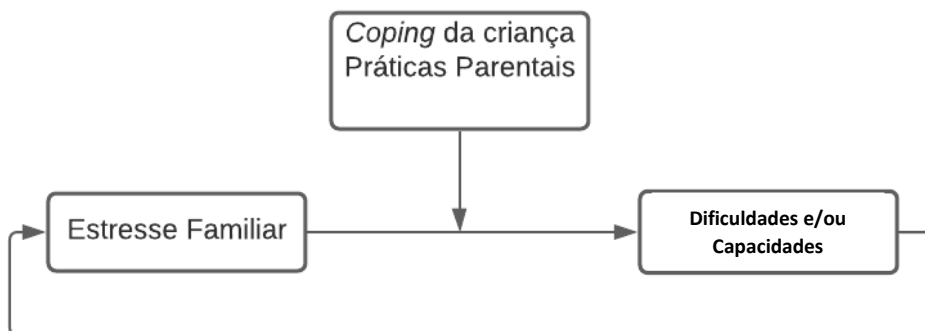 Coping da criança
Práticas Parentais
Estresse Familiar
Dificuldades e/ou
Capacidades